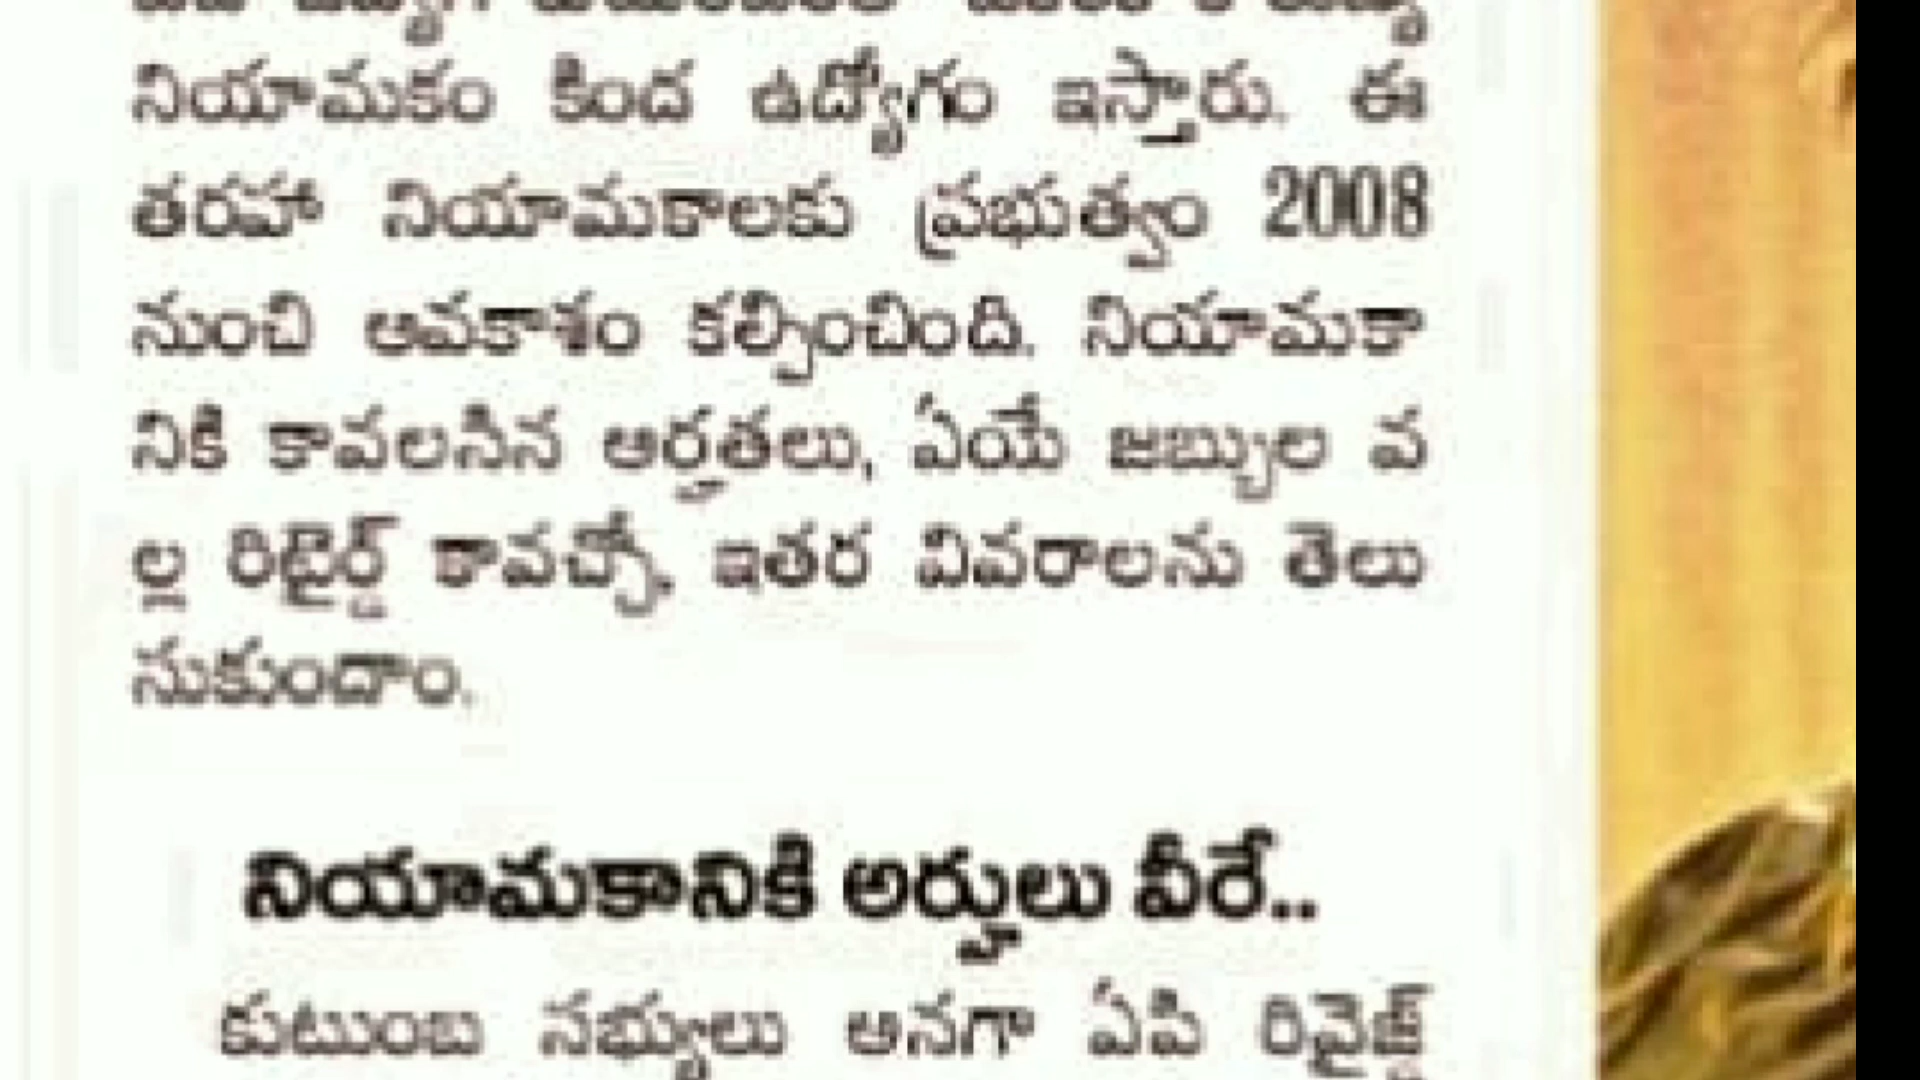 నియామకం కింద ఉద్యోగం ఇస్తారు. ఈ
తరహా నియామకాలకు ప్రభుత్వం 2008
నుంచి అవకాశం కల్పించింది. నియామకా
నికి కావలసిన అర్హతలు, ఏయే జబ్బుల వ
ల్ల రిటైర్డ్ కావచ్చో, ఇతర వివరాలను తెలు
సుకుందాం.
నియామకానికి అర్హులు వీరే..
కుటుంబ సభ్యులు అనగా ఏపి రివైజ్డ్